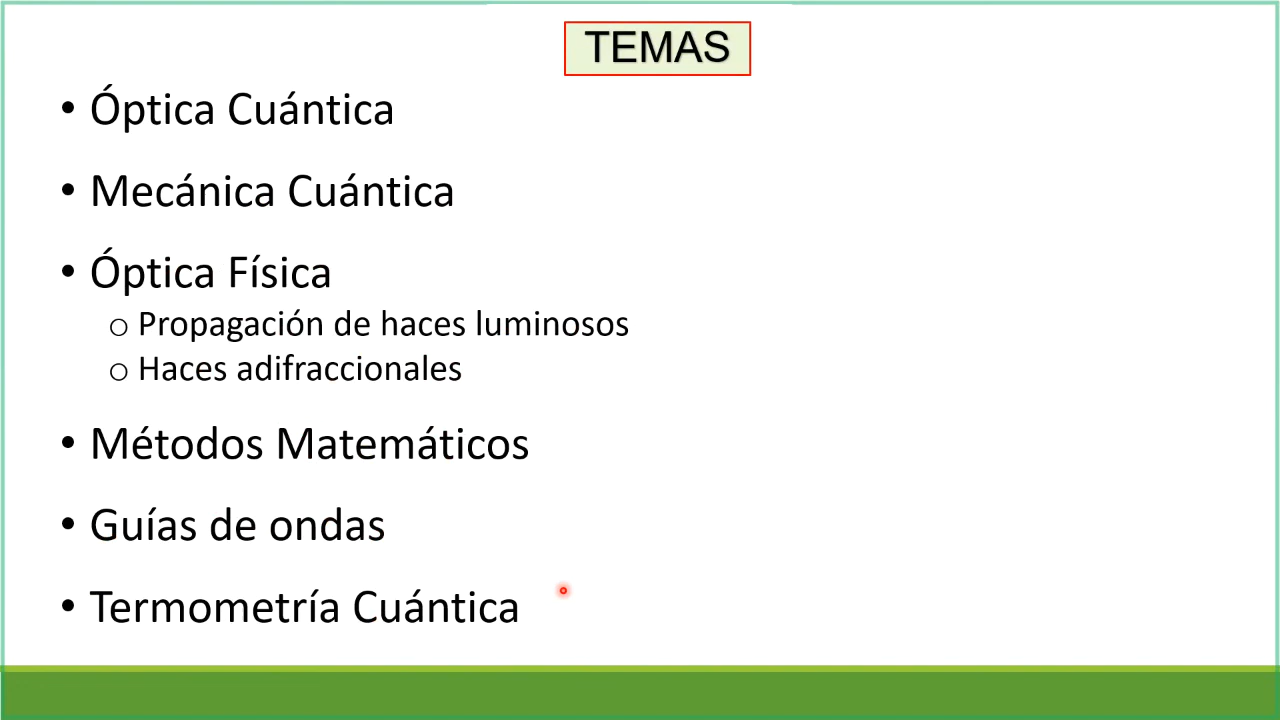 TEMAS
• Óptica Cuántica
• Mecánica Cuántica
• Óptica Física
o Propagación de haces luminosos
o Haces adifraccionales
• Métodos Matemáticos
• Guías de ondas
• Termometría Cuántica